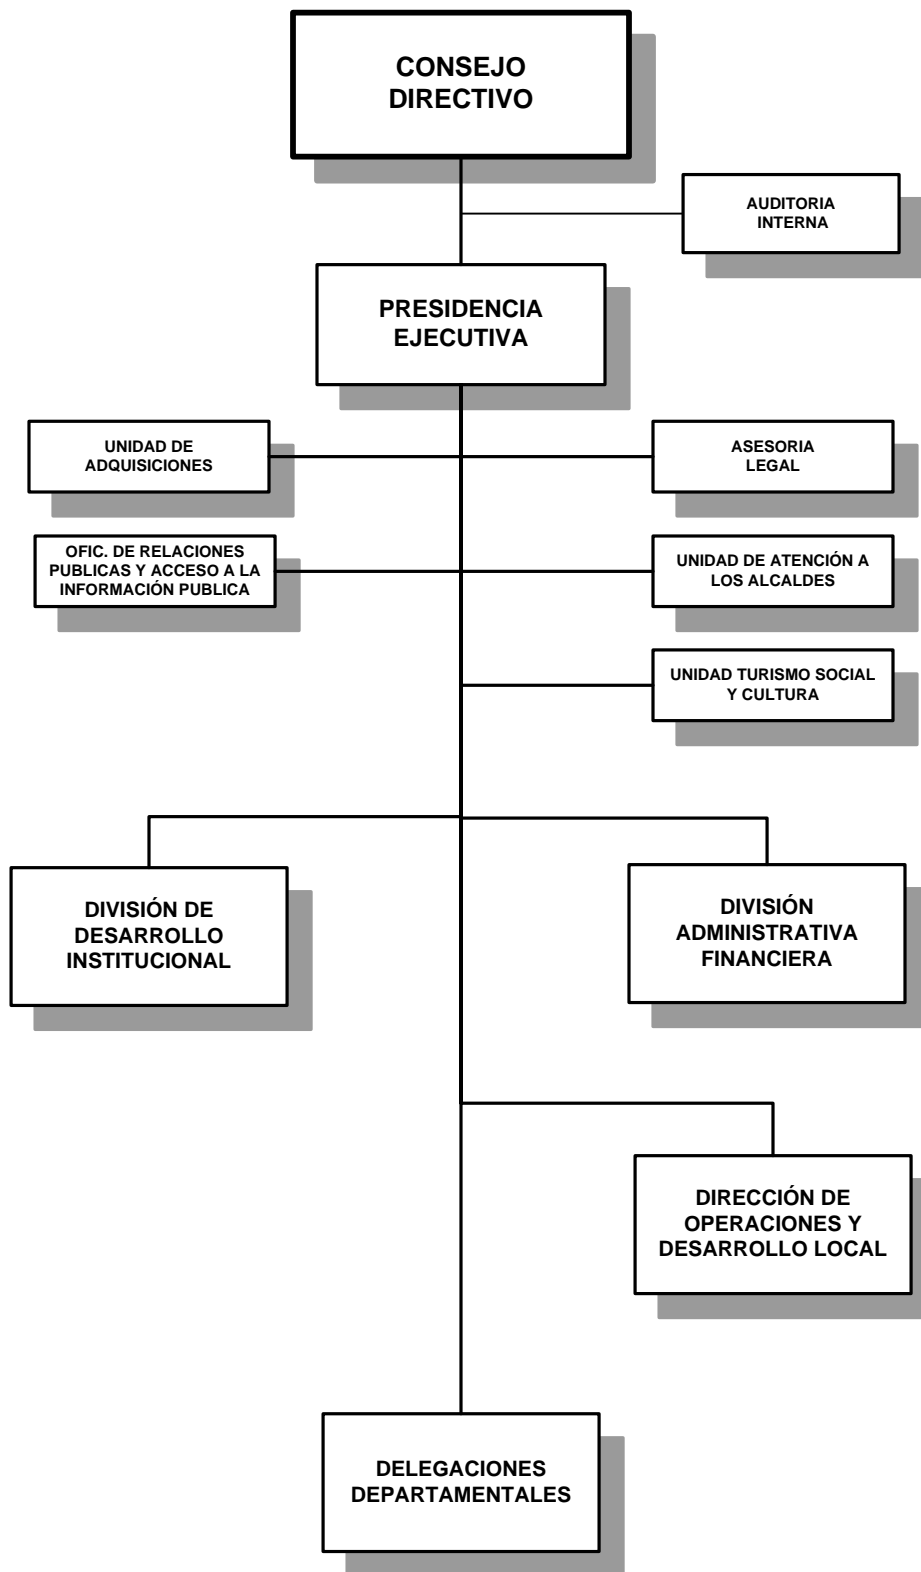 CONSEJO
DIRECTIVO
AUDITORIA
INTERNA
PRESIDENCIA
EJECUTIVA
UNIDAD DE
ADQUISICIONES
ASESORIA
LEGAL
OFIC. DE RELACIONES
PUBLICAS Y ACCESO A LA
INFORMACIÓN PUBLICA
UNIDAD DE ATENCIÓN A
LOS ALCALDES
UNIDAD TURISMO SOCIAL
Y CULTURA
DIVISIÓN DE
DESARROLLO
INSTITUCIONAL
DIVISIÓN
ADMINISTRATIVA
FINANCIERA
DIRECCIÓN DE
OPERACIONES Y
DESARROLLO LOCAL
DELEGACIONES
DEPARTAMENTALES